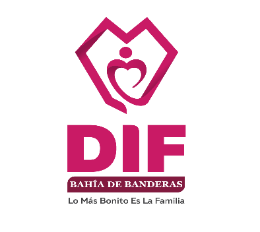 DIF
BAHÍA DE BANDERAS
Lo Más Bonito Es La Familia